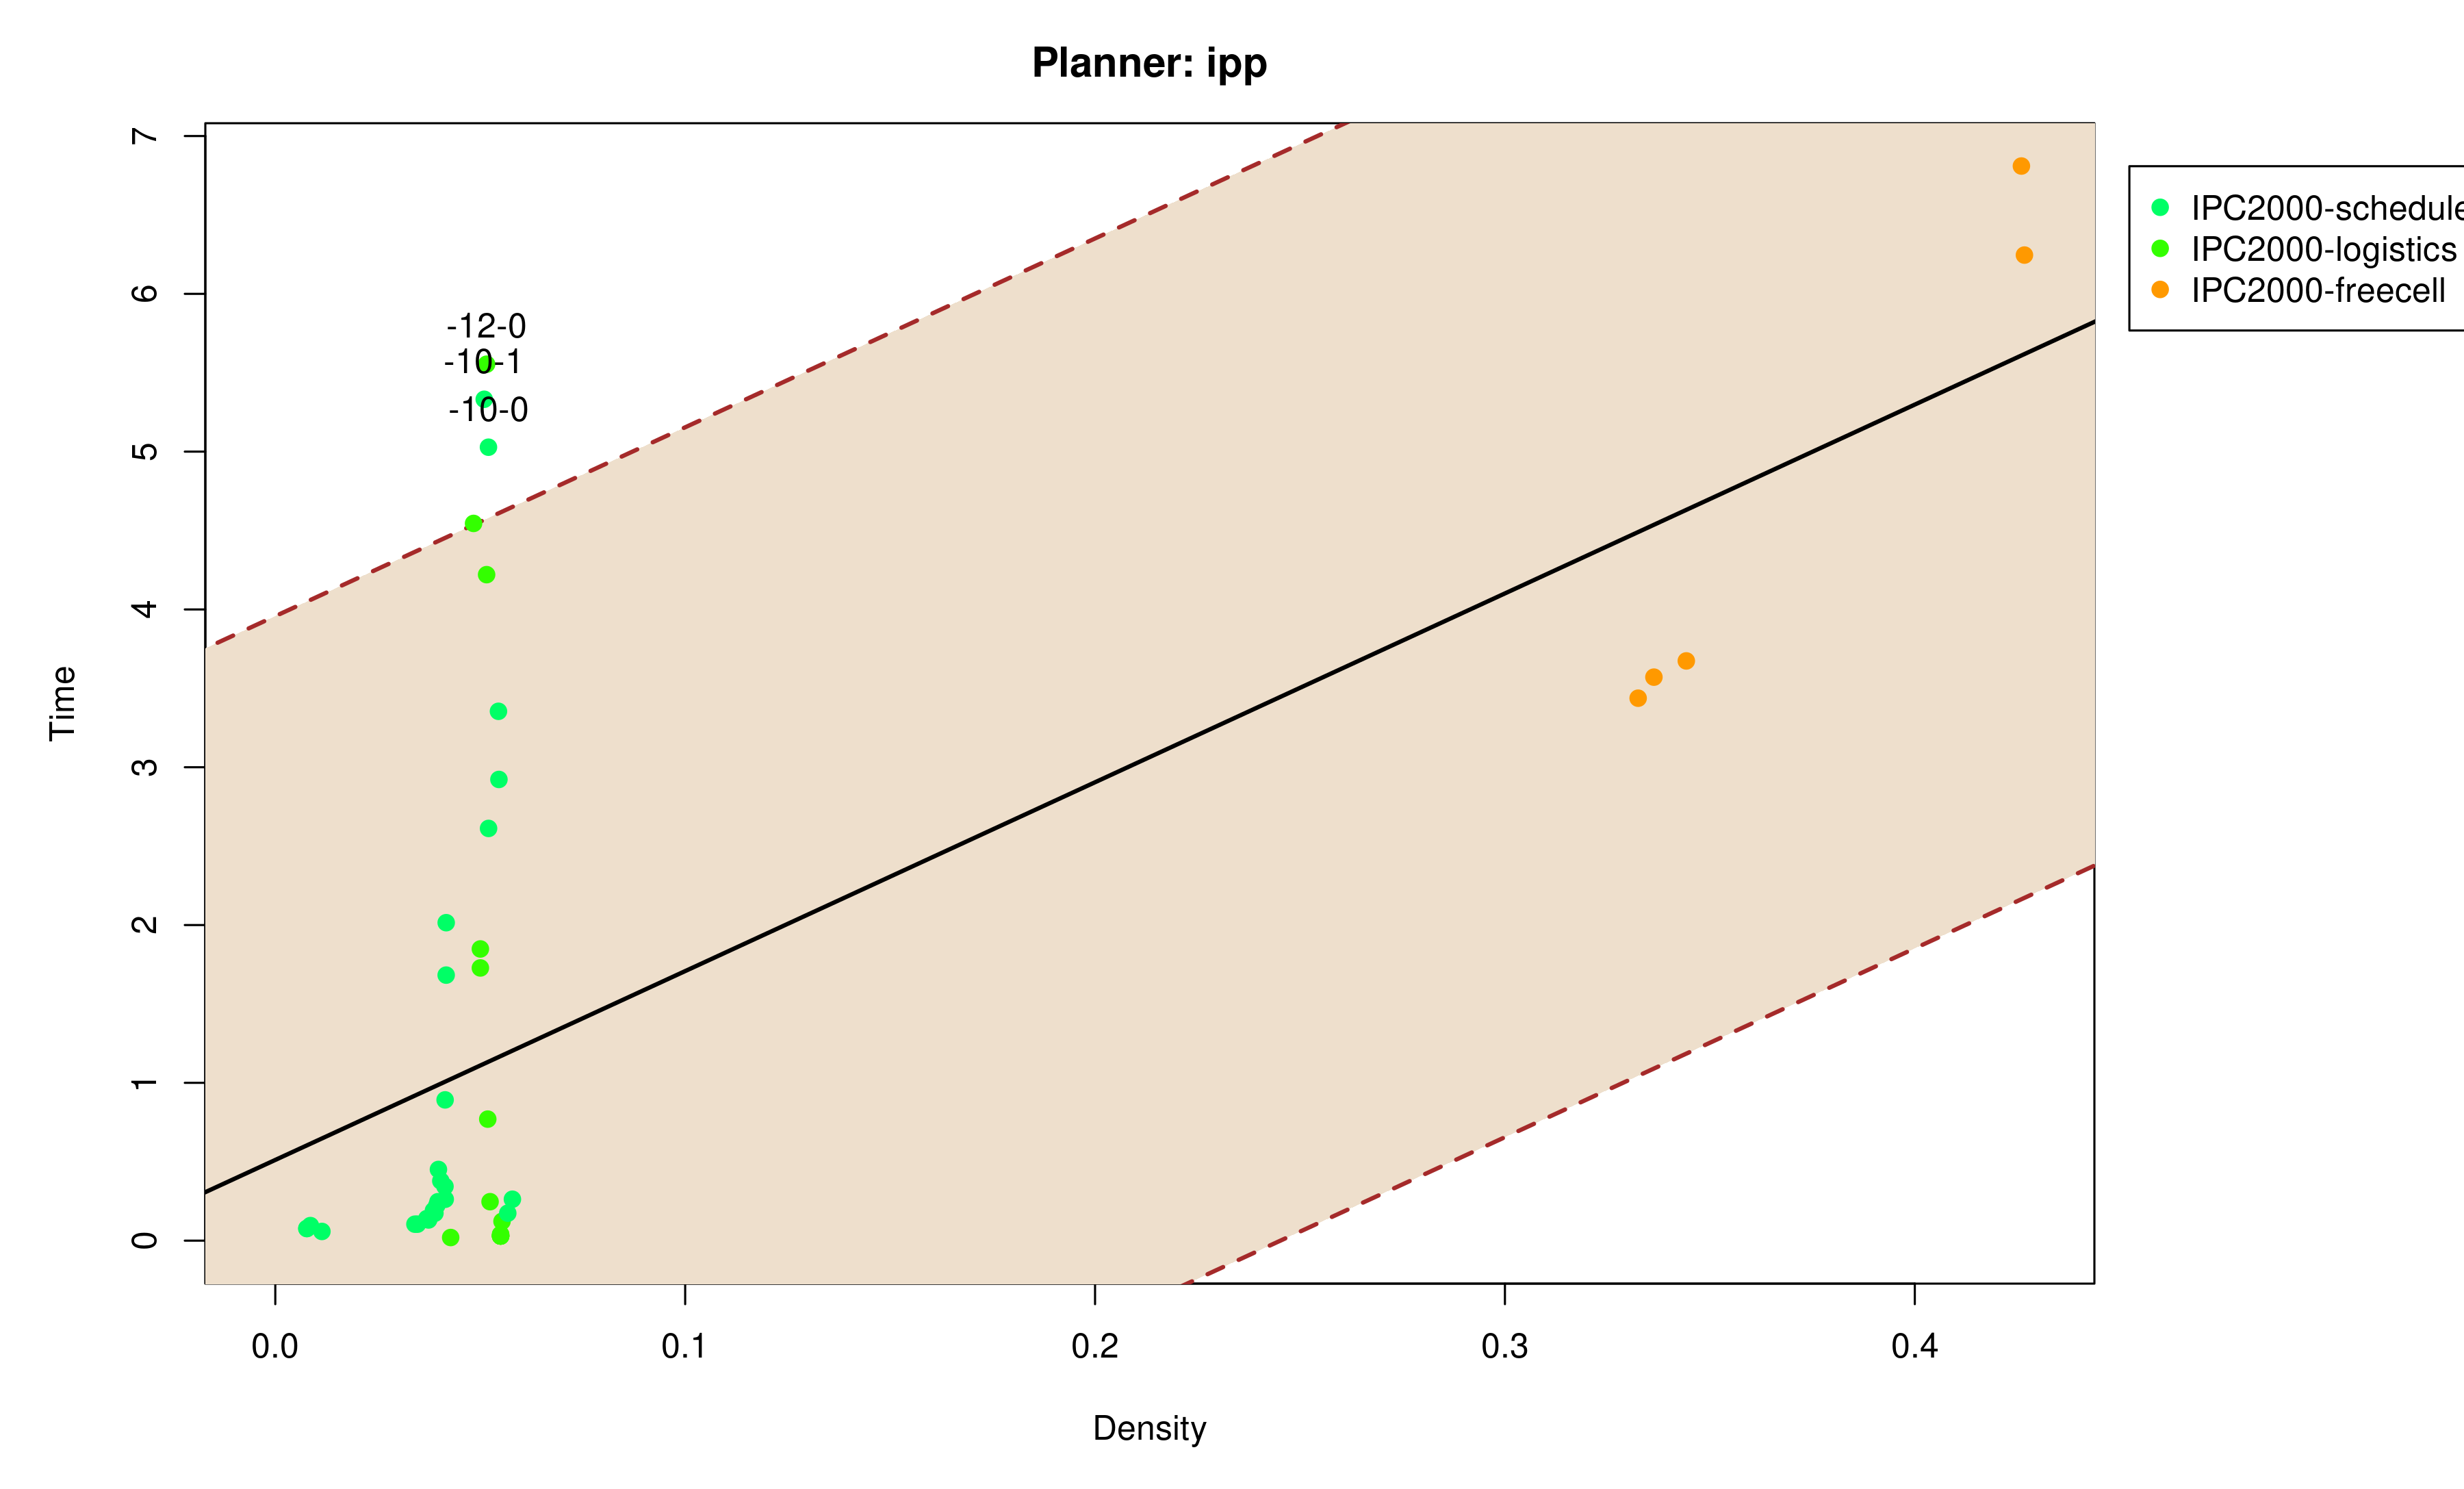 Planner: ipp
7
6
5
4
3
2
1
0
Time
-12-0
-10-1
-10-0
IPC2000-schedule
IPC2000-logistics
IPC2000-freecell
0.0 0.1 0.2 0.3 0.4
Density